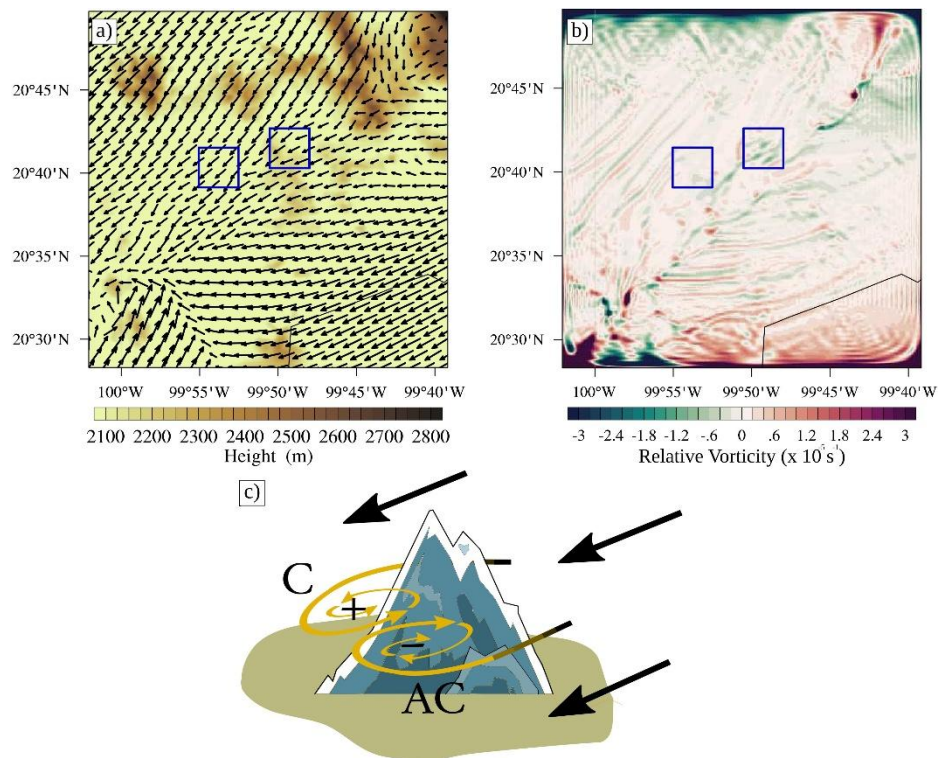 a)
20°45'N
20°40'N
20°35'N
20°30'N
100°W 99°55'W 99°50'W 99°45'W 99°40'W
2100 2200 2300 2400 2500 2600 2700 2800
Height (m)
b)
20°45'N
20°40'N
20°35'N
20°30'N
100°W 99°55'W 99°50'W 99°45'W 99°40'W
-3 -2.4 -1.8 -1.2 -.6 0 .6 1.2 1.8 2.4 3
Relative Vorticity (x 10⁻⁵s⁻¹)
c)
C
+
−
AC